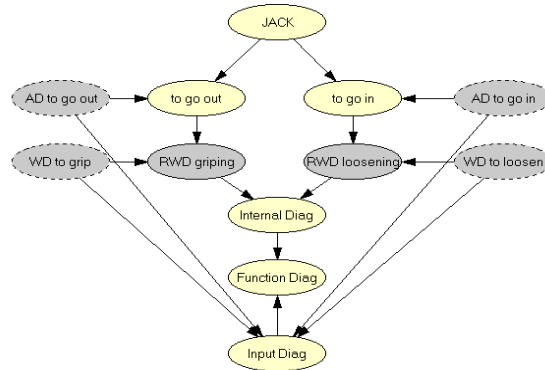 JACK
AD to go out
to go out
to go in
AD to go in
WD to grip
RWD griping
RWD loosening
WD to loosen
Internal Diag
Function Diag
Input Diag